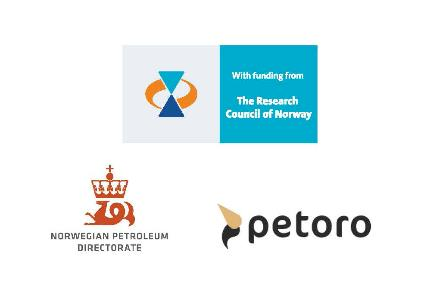 With funding from
The Research
Council of Norway
NORWEGIAN PETROLEUM
DIRECTORATE
petoro